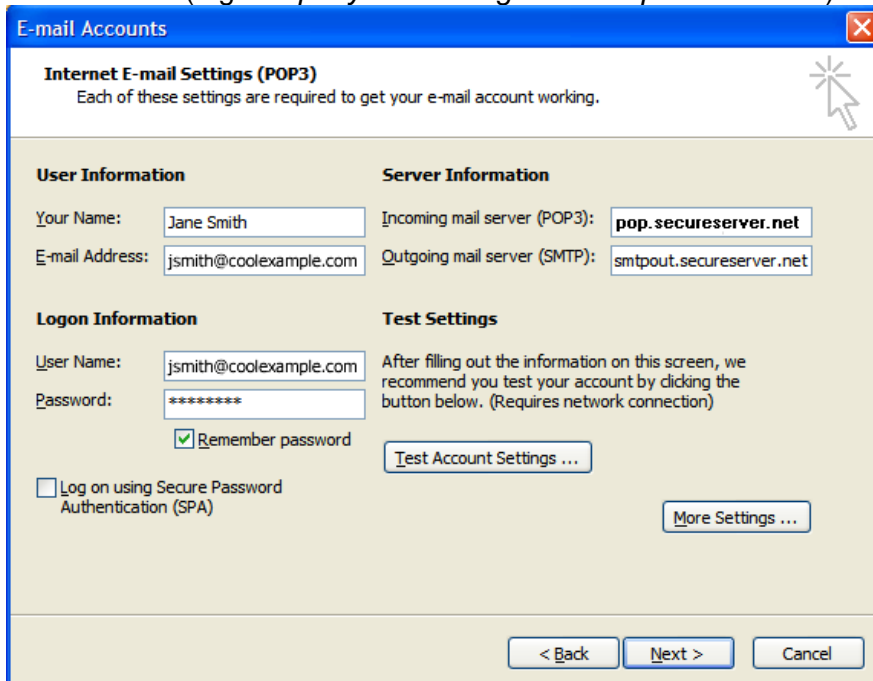 E-mail Accounts
Internet E-mail Settings (POP3)
Each of these settings are required to get your e-mail account working.
User Information
Your Name: Jane Smith
E-mail Address: jsmith@coolexample.com
Server Information
Incoming mail server (POP3): pop.secureserver.net
Outgoing mail server (SMTP): smtpout.secureserver.net
Logon Information
User Name: jsmith@coolexample.com
Password: ********
Remember password
Log on using Secure Password
Authentication (SPA)
Test Settings
After filling out the information on this screen, we
recommend you test your account by clicking the
button below. (Requires network connection)
Test Account Settings ...
More Settings ...
< Back
Next >
Cancel